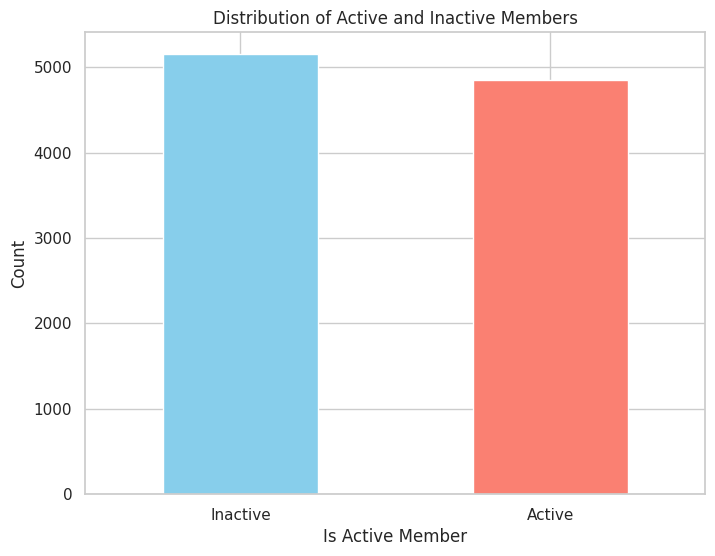 Distribution of Active and Inactive Members
5000
4000
3000
2000
1000
0
Count
Inactive
Active
Is Active Member